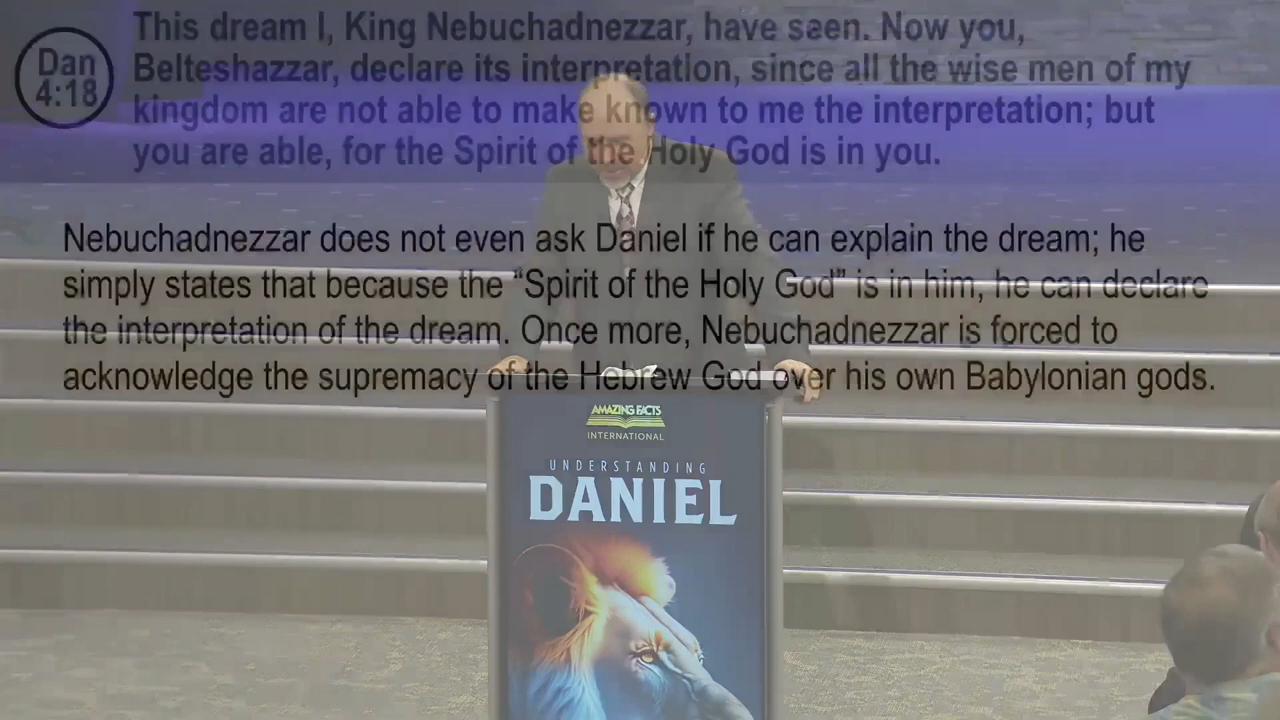 Dan
4:18
This dream I, King Nebuchadnezzar, have seen. Now you,
Belteshazzar, declare its interpretation, since all the wise men of my
kingdom are not able to make known to me the interpretation; but
you are able, for the Spirit of the Holy God is in you.
Nebuchadnezzar does not even ask Daniel if he can explain the dream; he
simply states that because the “Spirit of the Holy God” is in him, he can declare
the interpretation of the dream. Once more, Nebuchadnezzar is forced to
acknowledge the supremacy of the Hebrew God over his own Babylonian gods.
AMAZING FACTS
INTERNATIONAL
UNDERSTANDING
DANIEL